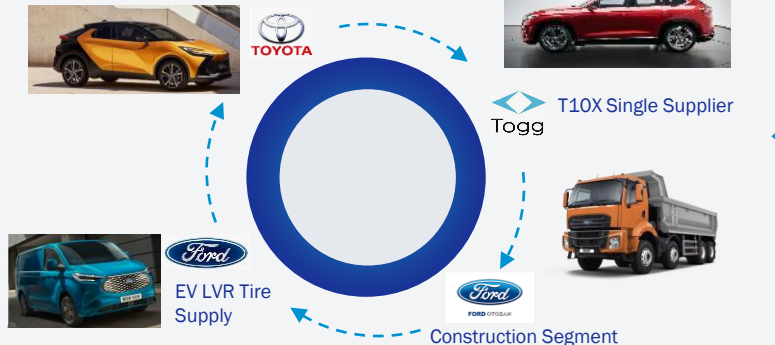 TOYOTA
Togg
T10X Single Supplier
Ford
EV LVR Tire
Supply
Ford
FORD OTOSAN
Construction Segment